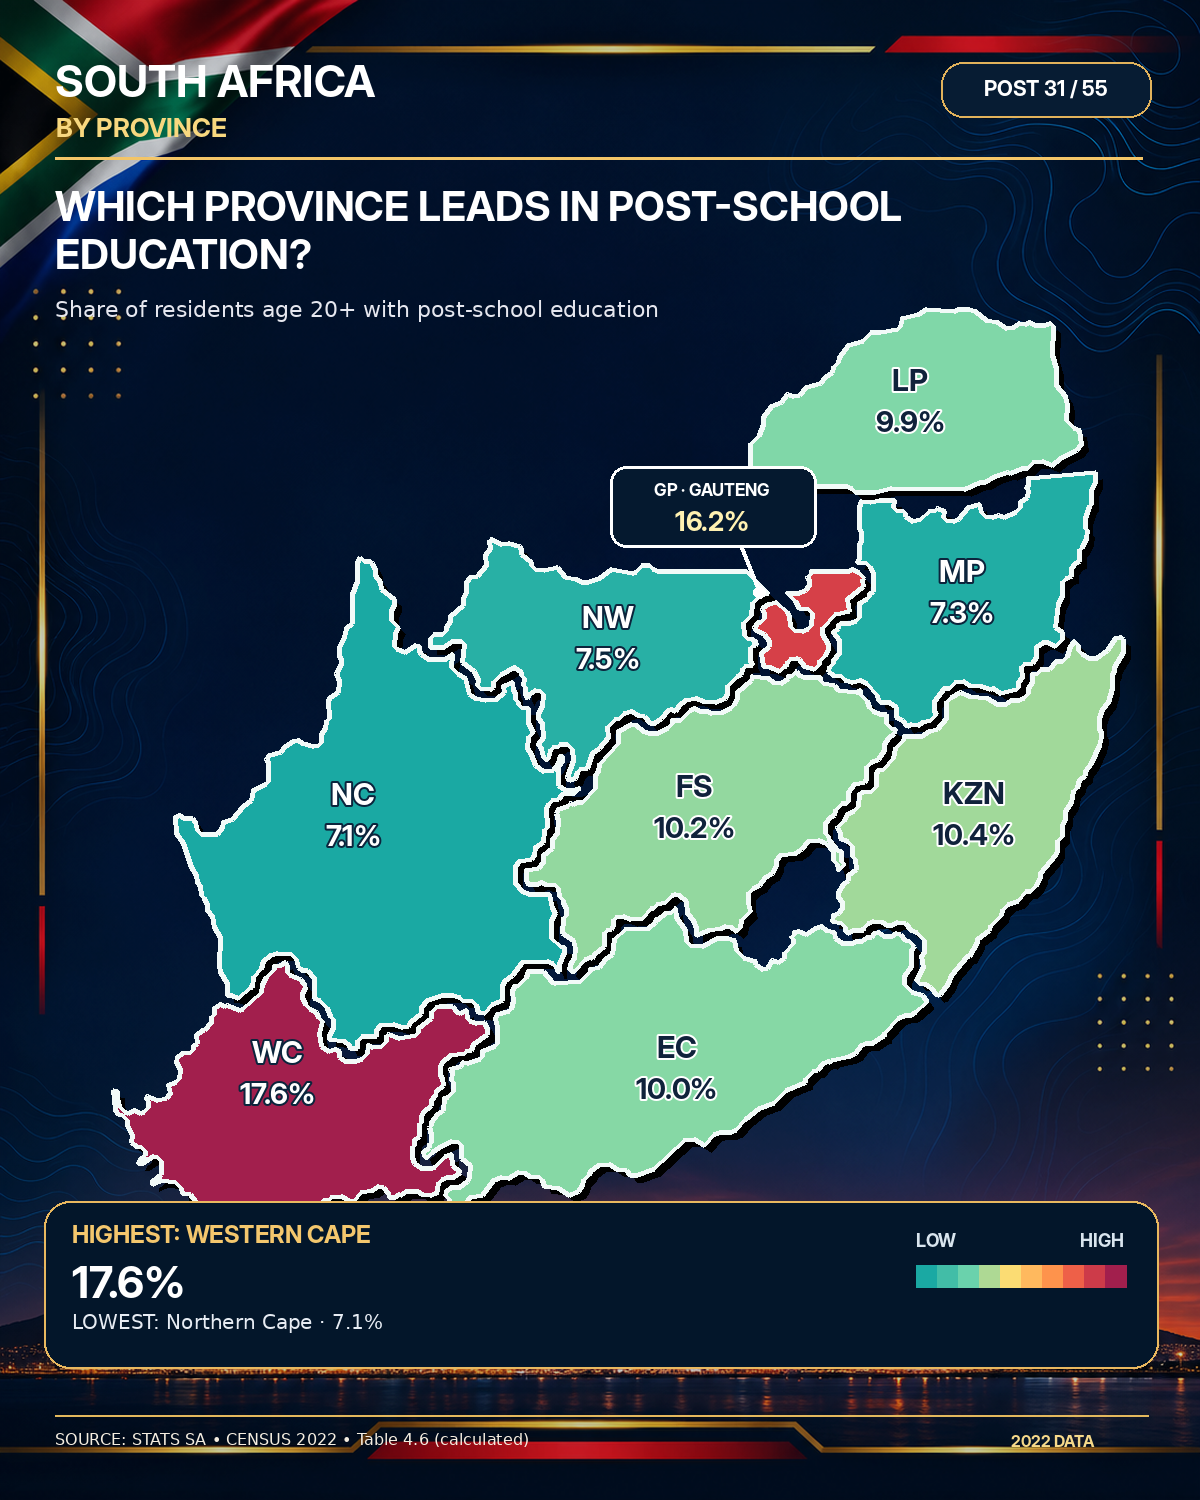 SOUTH AFRICA
BY PROVINCE
POST 31 / 55
WHICH PROVINCE LEADS IN POST-SCHOOL
EDUCATION?
Share of residents age 20+ with post-school education
LP
9.9%
GP · GAUTENG
16.2%
MP
7.3%
NW
7.5%
NC
7.1%
FS
10.2%
KZN
10.4%
WC
17.6%
EC
10.0%
HIGHEST: WESTERN CAPE
17.6%
LOWEST: Northern Cape · 7.1%
LOW HIGH
SOURCE: STATS SA • CENSUS 2022 • Table 4.6 (calculated)
2022 DATA